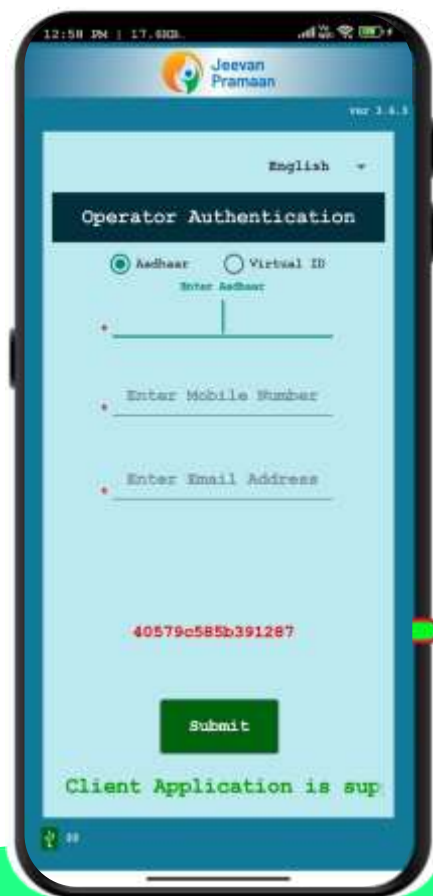 12:58 PM | 17.6KB..
Jeevan
Pramaan
ver 3.6.5
English
Operator Authentication
Aadhaar
Virtual ID
Enter Aadhaar
*
* Enter Mobile Number
* Enter Email Address
40579c585b391287
Submit
Client Application is sup